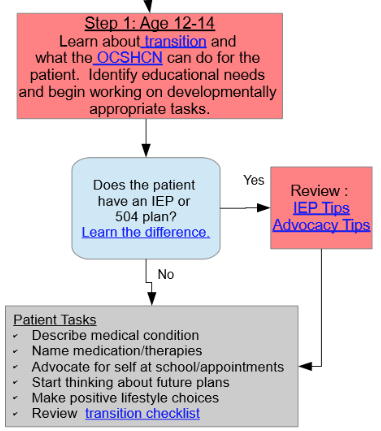 Step 1: Age 12-14
Learn about transition and
what the OCSHCN can do for the
patient. Identify educational needs
and begin working on developmentally
appropriate tasks.
Does the patient
have an IEP or
504 plan?
Learn the difference.
Yes
Review :
IEP Tips
Advocacy Tips
No
Patient Tasks
✓ Describe medical condition
✓ Name medication/therapies
✓ Advocate for self at school/appointments
✓ Start thinking about future plans
✓ Make positive lifestyle choices
✓ Review transition checklist